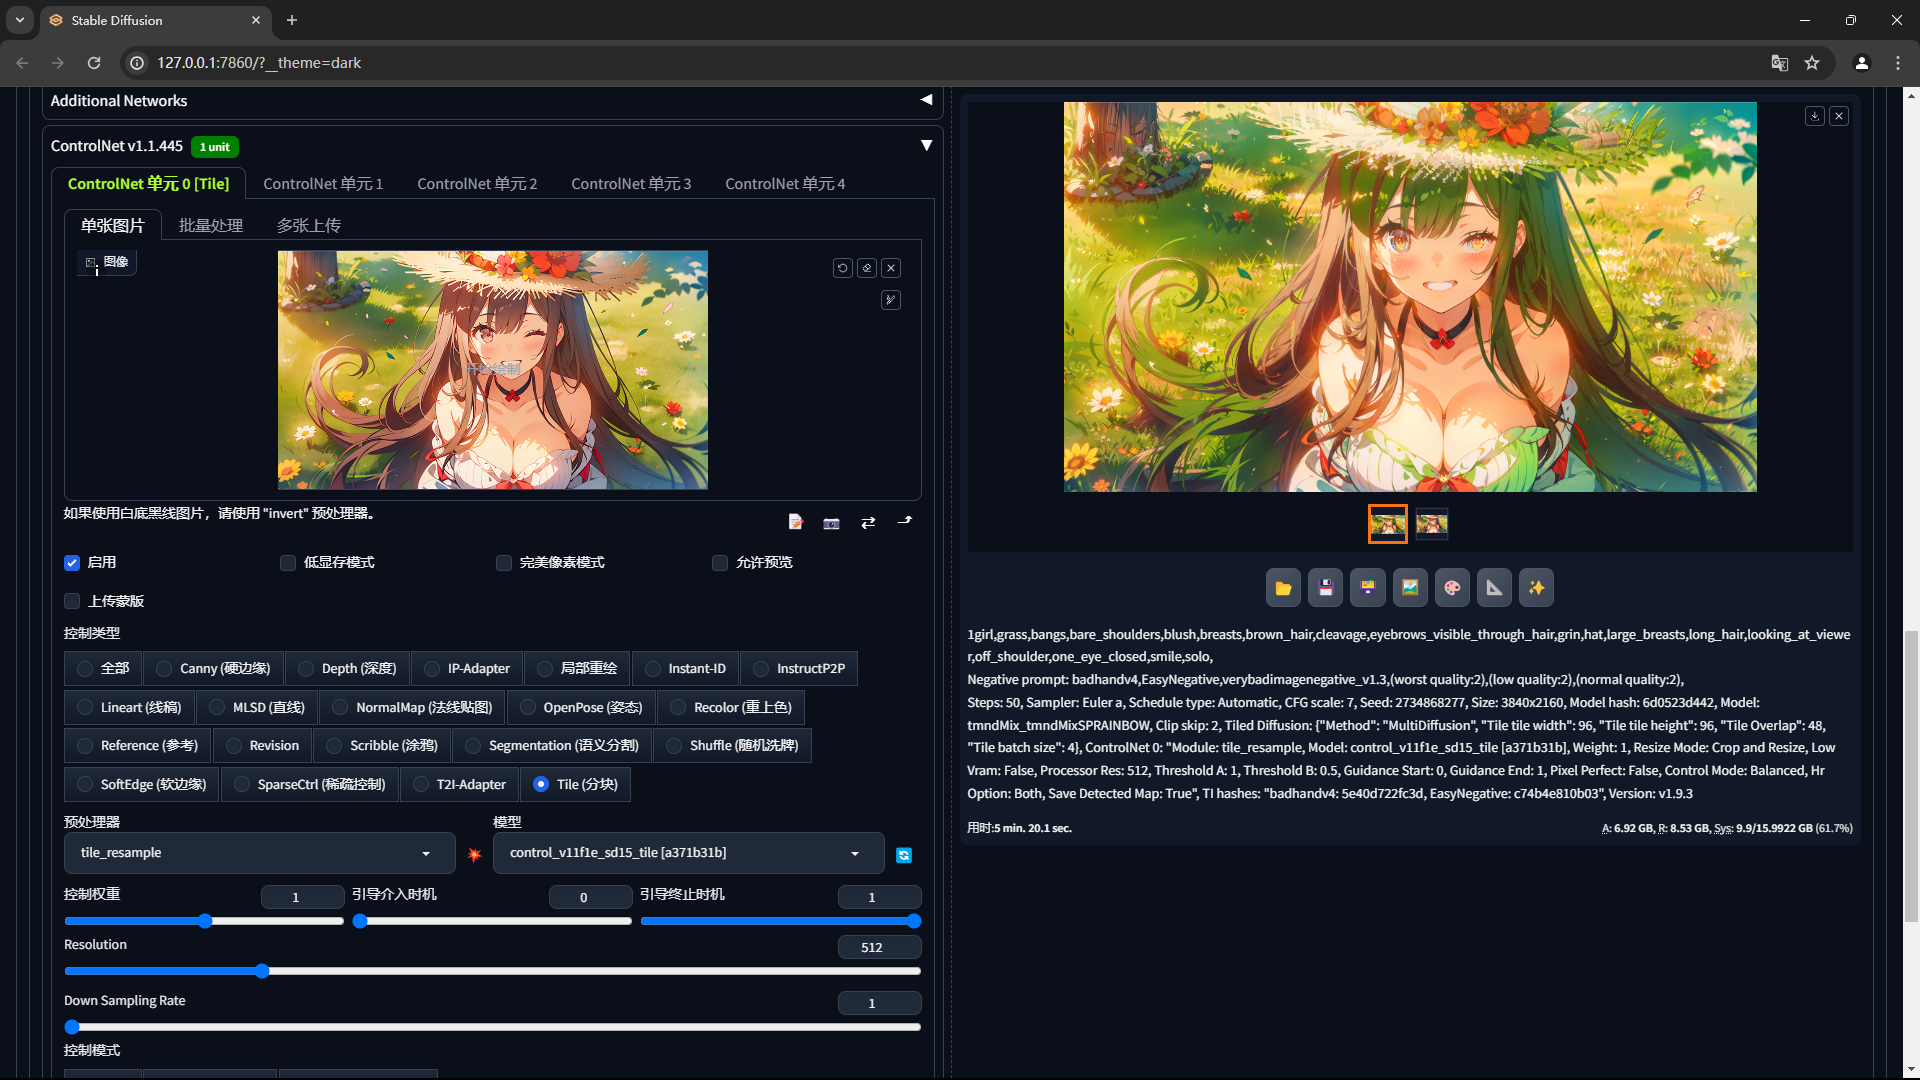 Stable Diffusion
127.0.0.1:7860/?__theme=dark
Additional Networks
ControlNet v1.1.445 1 unit
ControlNet 单元 0 [Tile] ControlNet 单元 1 ControlNet 单元 2 ControlNet 单元 3 ControlNet 单元 4
单张图片 批量处理 多张上传
图像
开始绘制
如果使用白底黑线图片，请使用 "invert" 预处理器。
启用 低显存模式 完美像素模式 允许预览
上传蒙版
控制类型
全部 Canny (硬边缘) Depth (深度) IP-Adapter 局部重绘 Instant-ID InstructP2P
Lineart (线稿) MLSD (直线) NormalMap (法线贴图) OpenPose (姿态) Recolor (重上色)
Reference (参考) Revision Scribble (涂鸦) Segmentation (语义分割) Shuffle (随机洗牌)
SoftEdge (软边缘) SparseCtrl (稀疏控制) T2I-Adapter Tile (分块)
预处理器 模型
tile_resample control_v11f1e_sd15_tile [a371b31b]
控制权重 1 引导介入时机 0 引导终止时机 1
Resolution 512
Down Sampling Rate 1
控制模式
1girl,grass,bangs,bare_shoulders,blush,breasts,brown_hair,cleavage,eyebrows_visible_through_hair,grin,hat,large_breasts,long_hair,looking_at_viewe
r,off_shoulder,one_eye_closed,smile,solo,
Negative prompt: badhandv4,EasyNegative,verybadimagenegative_v1.3,(worst quality:2),(low quality:2),(normal quality:2),
Steps: 50, Sampler: Euler a, Schedule type: Automatic, CFG scale: 7, Seed: 2734868277, Size: 3840x2160, Model hash: 6d0523d442, Model:
tmndMix_tmndMixSPRAINBOW, Clip skip: 2, Tiled Diffusion: {"Method": "MultiDiffusion", "Tile tile width": 96, "Tile tile height": 96, "Tile Overlap": 48,
"Tile batch size": 4}, ControlNet 0: "Module: tile_resample, Model: control_v11f1e_sd15_tile [a371b31b], Weight: 1, Resize Mode: Crop and Resize, Low
Vram: False, Processor Res: 512, Threshold A: 1, Threshold B: 0.5, Guidance Start: 0, Guidance End: 1, Pixel Perfect: False, Control Mode: Balanced, Hr
Option: Both, Save Detected Map: True", TI hashes: "badhandv4: 5e40d722fc3d, EasyNegative: c74b4e810b03", Version: v1.9.3
用时:5 min. 20.1 sec. A: 6.92 GB, R: 8.53 GB, Sys: 9.9/15.9922 GB (61.7%)